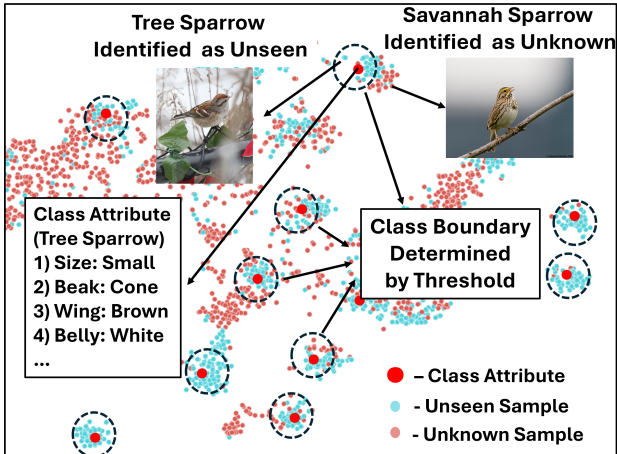 Tree Sparrow
Identified as Unseen
Savannah Sparrow
Identified as Unknown
Class Attribute
(Tree Sparrow)
1) Size: Small
2) Beak: Cone
3) Wing: Brown
4) Belly: White
...
Class Boundary
Determined
by Threshold
– Class Attribute
- Unseen Sample
- Unknown Sample